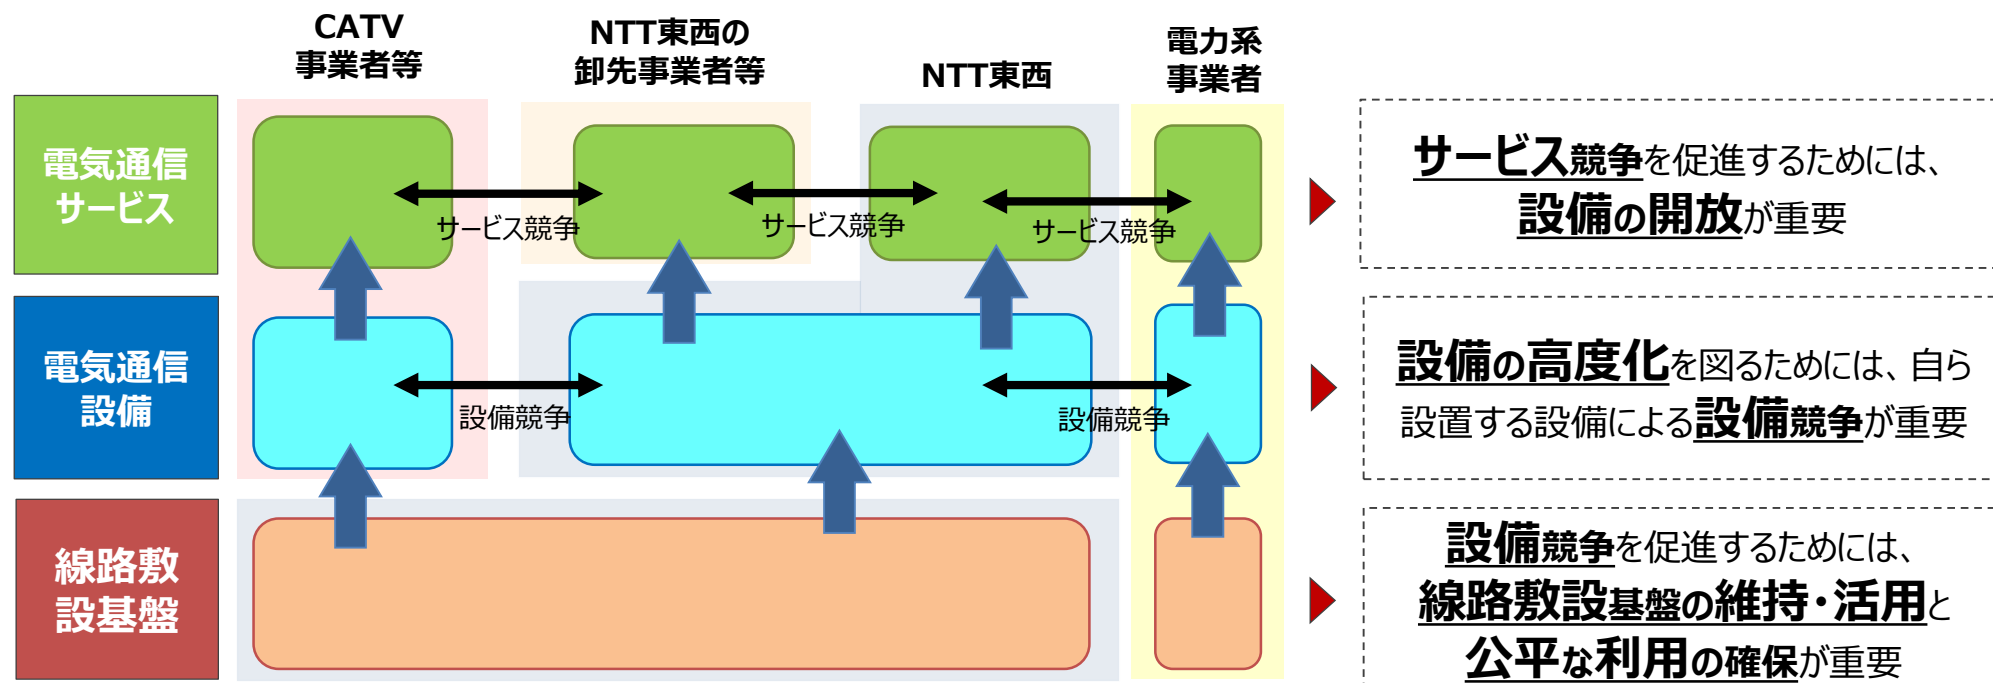 CATV
事業者等
NTT東西の
卸先事業者等
NTT東西
電力系
事業者
電気通信
サービス
サービス競争
サービス競争
サービス競争
サービス競争を促進するためには、
設備の開放が重要
電気通信
設備
設備競争
設備競争
設備の高度化を図るためには、自ら
設置する設備による設備競争が重要
線路敷
設基盤
設備競争を促進するためには、
線路敷設基盤の維持・活用と
公平な利用の確保が重要